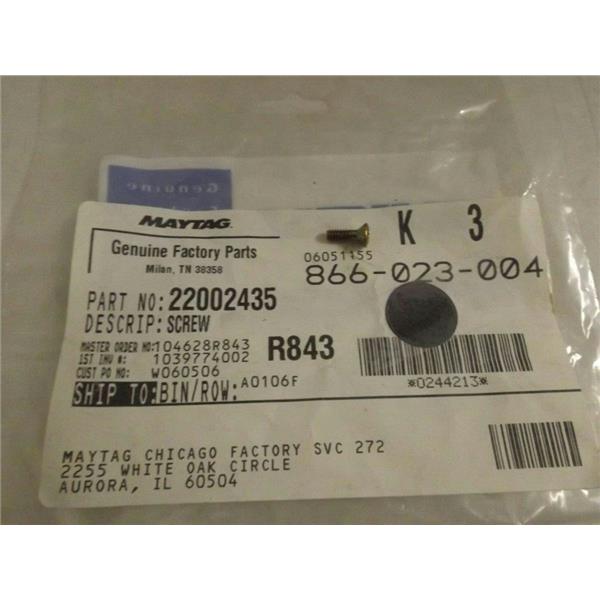 Genuine
MAYTAG
Genuine Factory Parts
Milan, TN 38358
K 3
06051155
866-023-004
PART NO: 22002435
DESCRIP: SCREW
MASTER ORDER NO: 104628R843
1ST INV #: 1039774002
CUST PO NO: W060506
R843
SHIP TO: BIN/ROW: A0106F
*0244213*
MAYTAG CHICAGO FACTORY SVC 272
2255 WHITE OAK CIRCLE
AURORA, IL 60504